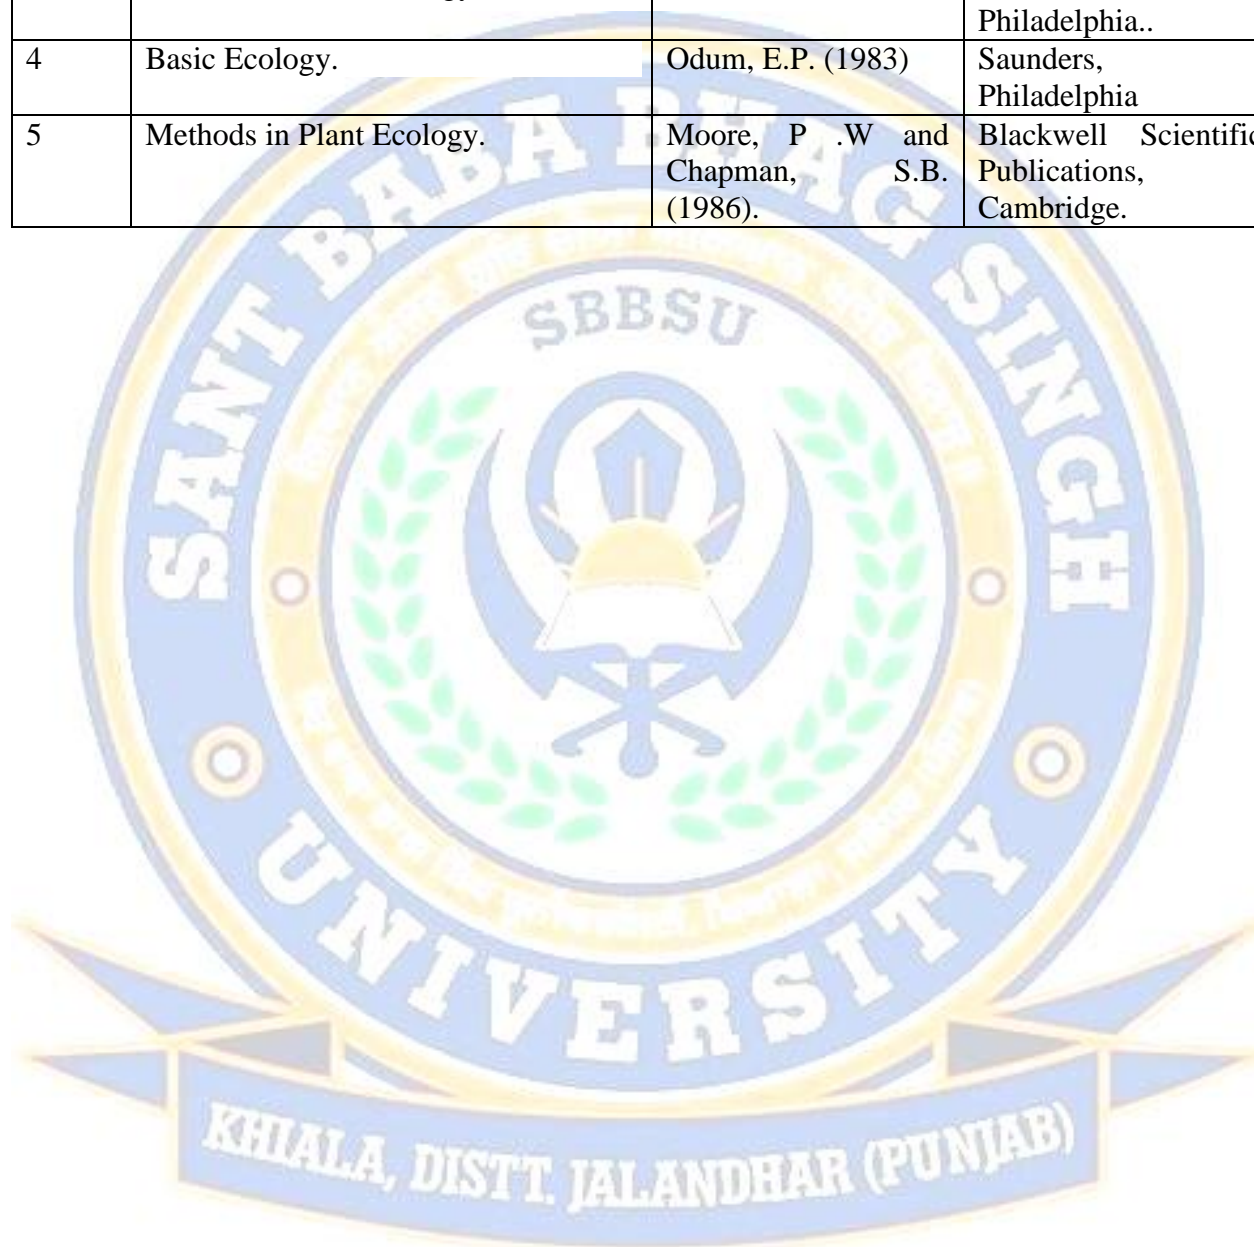 Philadelphia..
4 Basic Ecology. Odum, E.P. (1983) Saunders,
Philadelphia
5 Methods in Plant Ecology. Moore, P .W and Blackwell Scientific
Chapman, S.B. Publications,
(1986). Cambridge.
SANT BABA BHAG SINGH
SBBSU
UNIVERSITY
KHIALA, DISTT. JALANDHAR (PUNJAB)